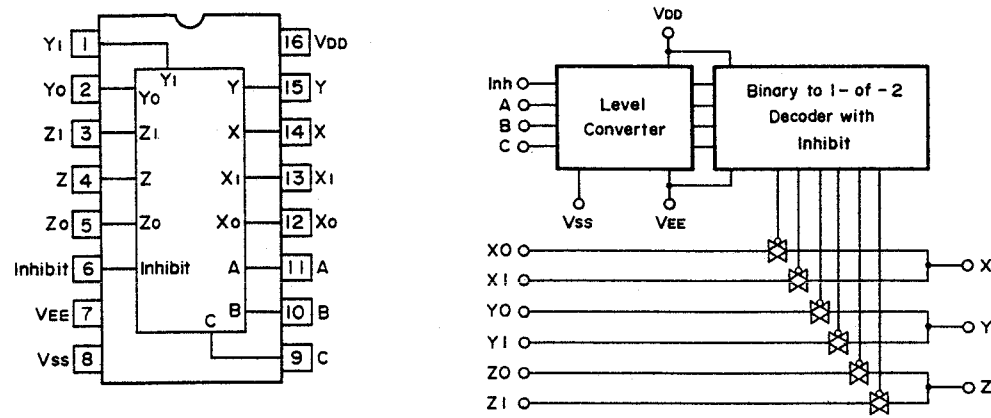 Y1 1 16 VDD
Y1
Y0 2 Y0 Y 15 Y
Z1 3 Z1 X 14 X
Z 4 Z X1 13 X1
Z0 5 Z0 X0 12 X0
Inhibit 6 Inhibit A 11 A
VEE 7 B 10 B
C
VSS 8 9 C
VDD
Inh
A
B
C
Level
Converter
Binary to 1-of-2
Decoder with
Inhibit
VSS
VEE
X0
X1
X
Y0
Y1
Y
Z0
Z1
Z